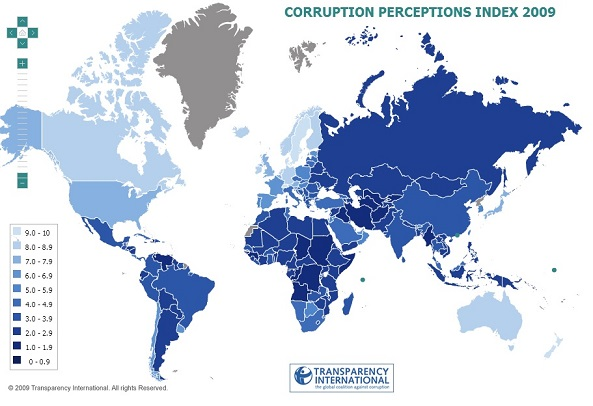 CORRUPTION PERCEPTIONS INDEX 2009
9.0 - 10
8.0 - 8.9
7.0 - 7.9
6.0 - 6.9
5.0 - 5.9
4.0 - 4.9
3.0 - 3.9
2.0 - 2.9
1.0 - 1.9
0 - 0.9
TRANSPARENCY
INTERNATIONAL
the global coalition against corruption
© 2009 Transparency International. All rights Reserved.